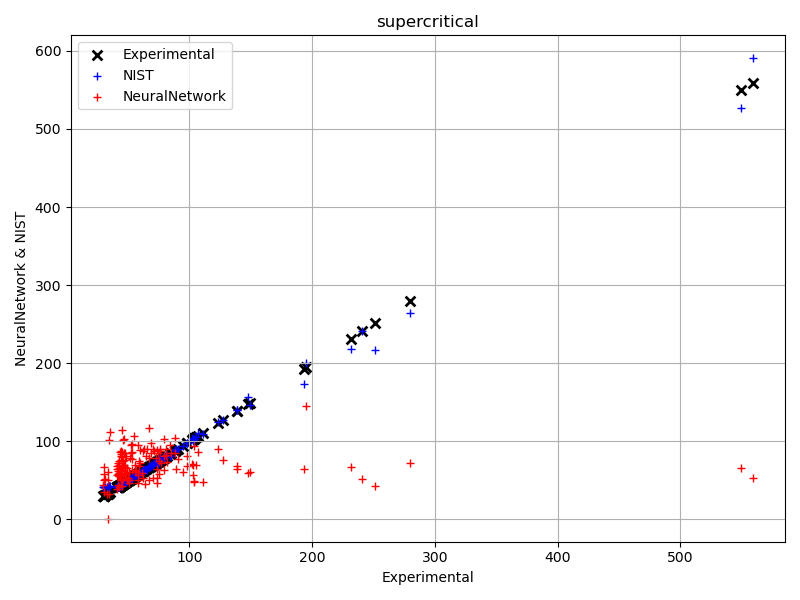 supercritical
Experimental
NIST
NeuralNetwork
600
500
400
300
200
100
0
NeuralNetwork & NIST
100 200 300 400 500
Experimental